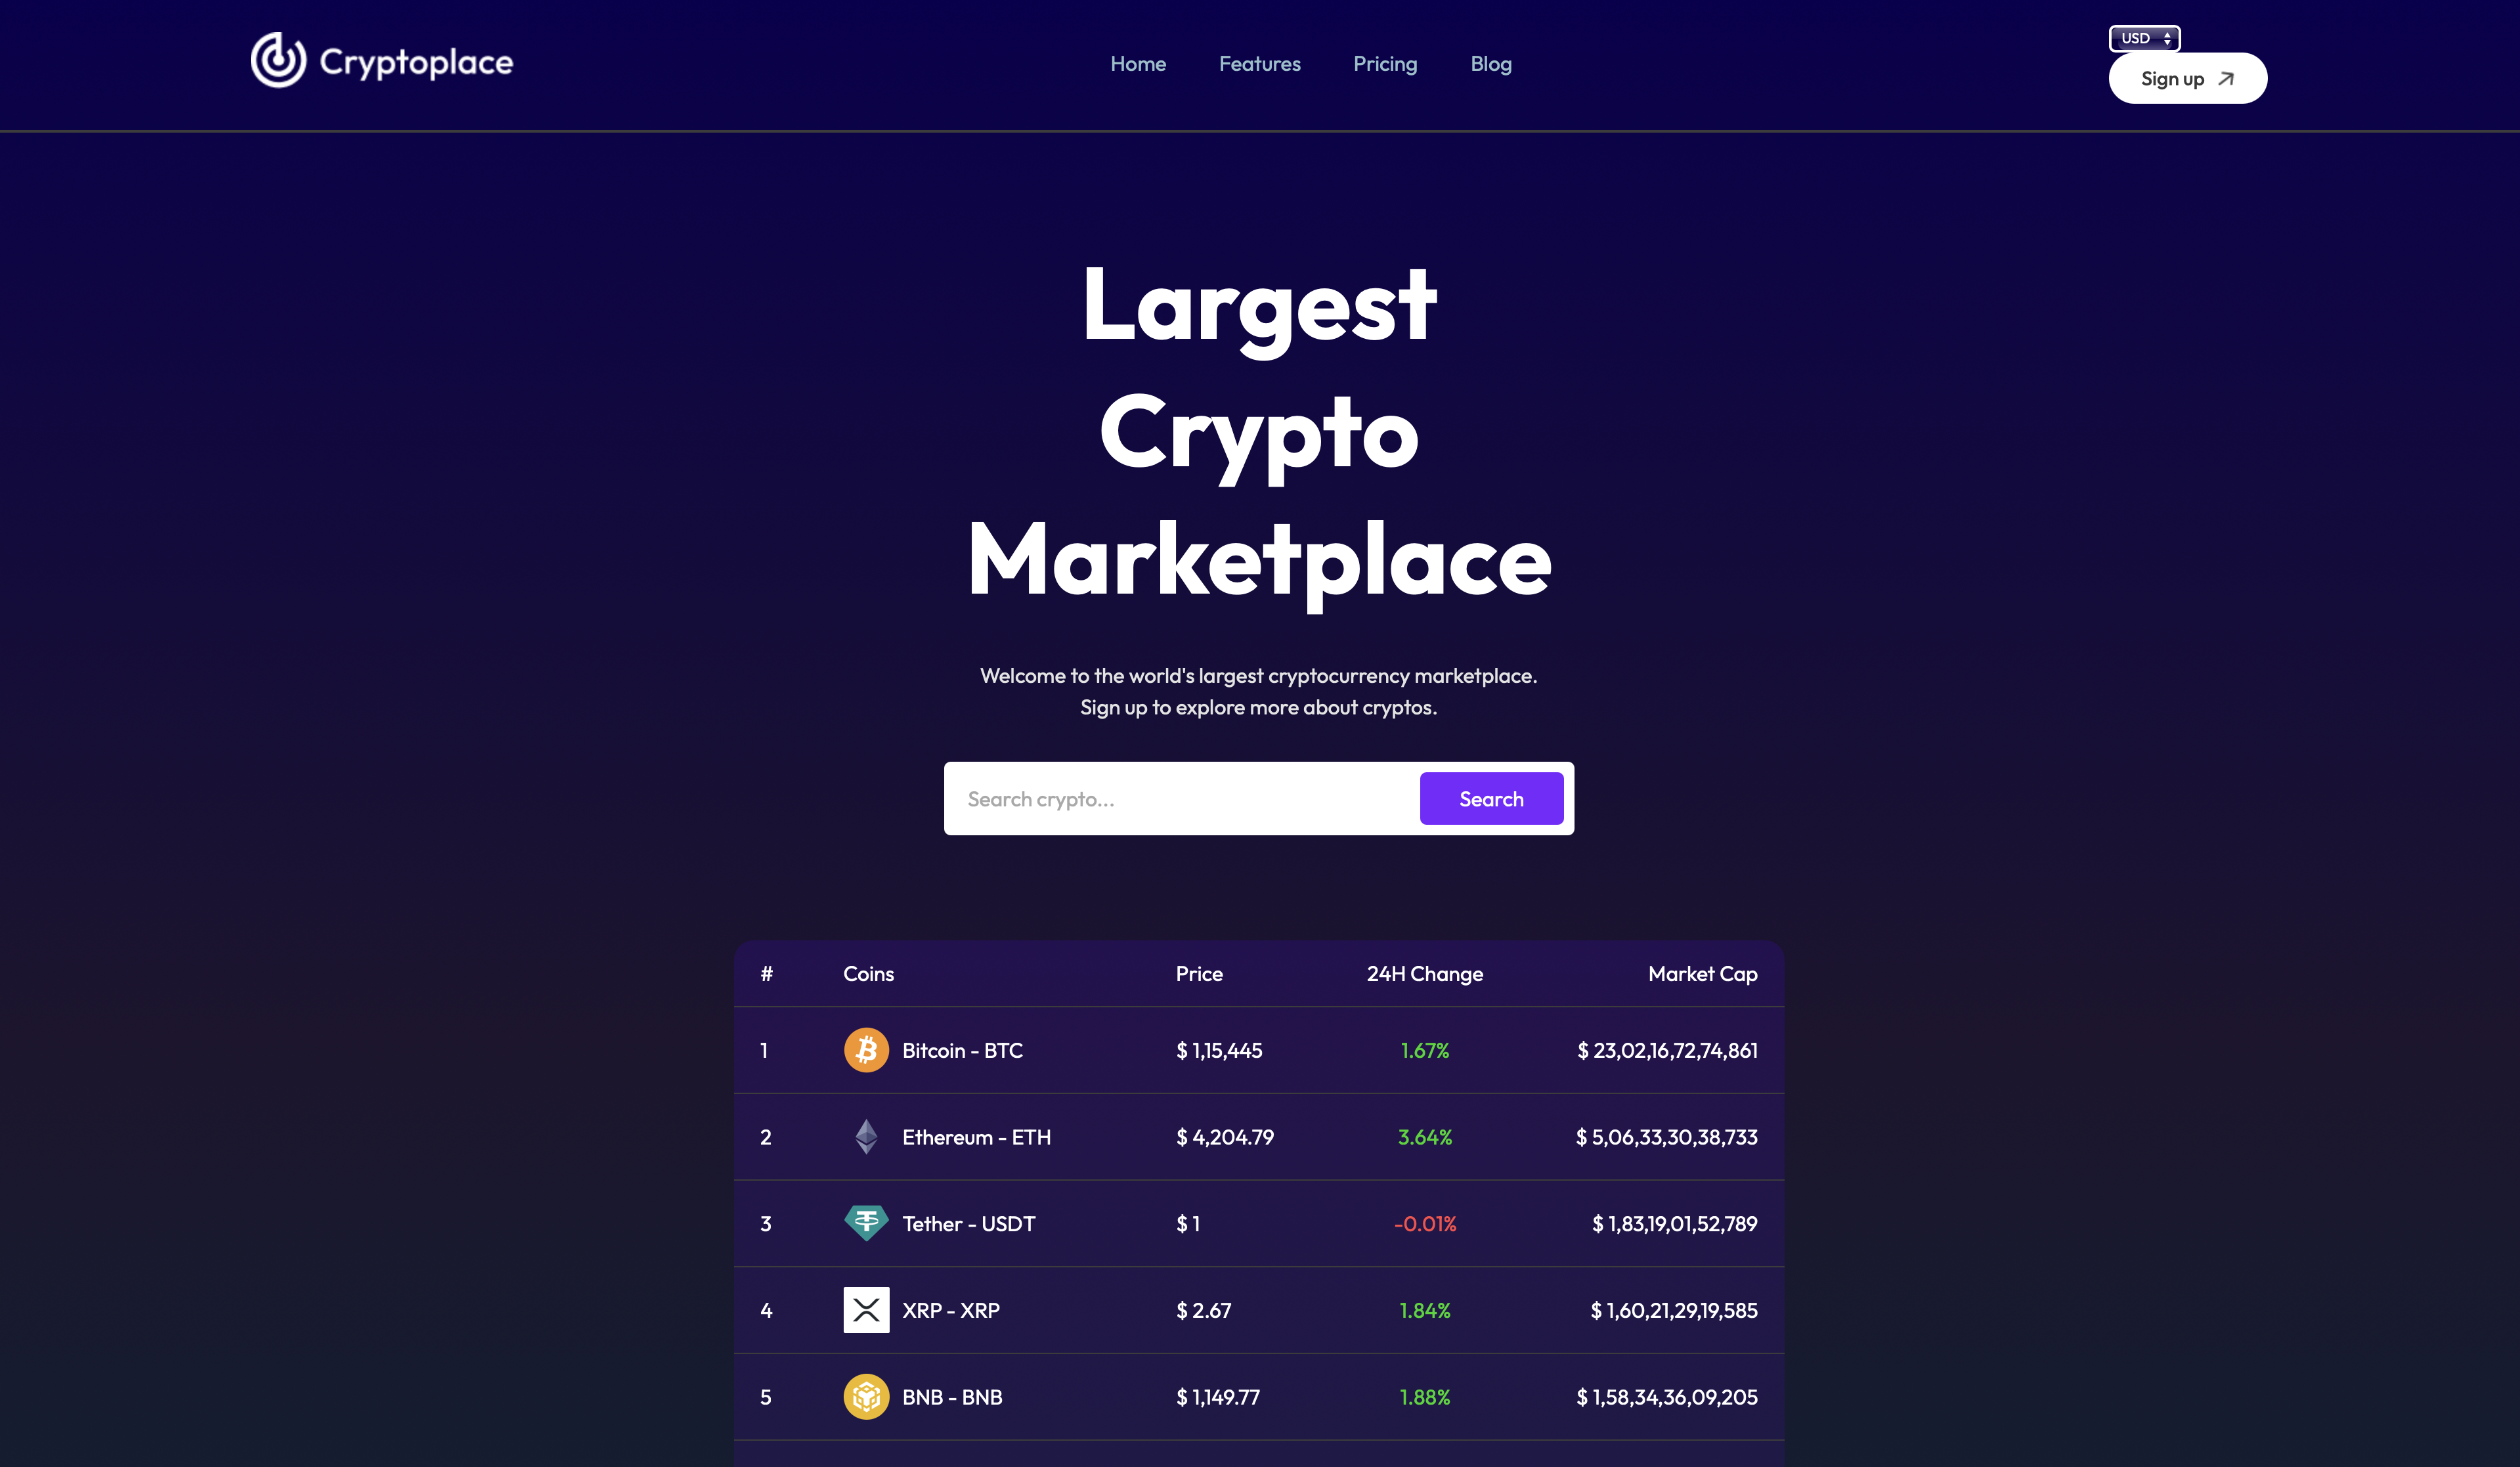 Cryptoplace
Home Features Pricing Blog
USD
Sign up
Largest
Crypto
Marketplace
Welcome to the world's largest cryptocurrency marketplace.
Sign up to explore more about cryptos.
Search crypto... Search
# Coins Price 24H Change Market Cap
1 Bitcoin - BTC $ 1,15,445 1.67% $ 23,02,16,72,74,861
2 Ethereum - ETH $ 4,204.79 3.64% $ 5,06,33,30,38,733
3 Tether - USDT $ 1 -0.01% $ 1,83,19,01,52,789
4 XRP - XRP $ 2.67 1.84% $ 1,60,21,29,19,585
5 BNB - BNB $ 1,149.77 1.88% $ 1,58,34,36,09,205